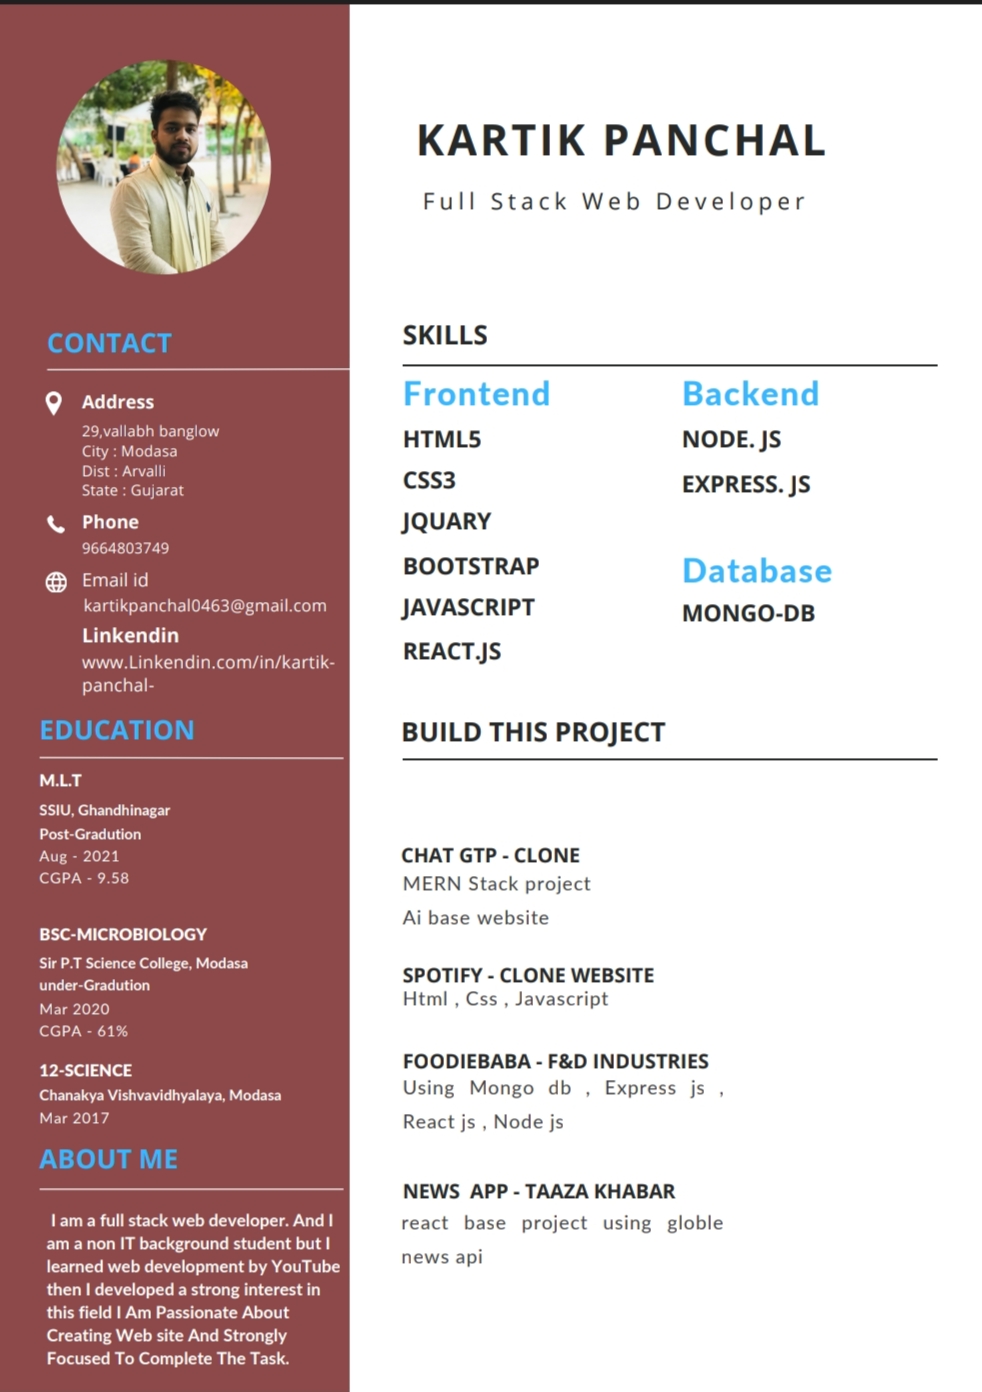 KARTIK PANCHAL
Full Stack Web Developer
CONTACT
Address
29,vallabh banglow
City : Modasa
Dist : Arvalli
State : Gujarat
Phone
9664803749
Email id
kartikpanchal0463@gmail.com
Linkendin
www.Linkendin.com/in/kartik-
panchal-
EDUCATION
M.L.T
SSIU, Ghandhinagar
Post-Gradution
Aug - 2021
CGPA - 9.58
BSC-MICROBIOLOGY
Sir P.T Science College, Modasa
under-Gradution
Mar 2020
CGPA - 61%
12-SCIENCE
Chanakya Vishvavidhyalaya, Modasa
Mar 2017
ABOUT ME
I am a full stack web developer. And I
am a non IT background student but I
learned web development by YouTube
then I developed a strong interest in
this field I Am Passionate About
Creating Web site And Strongly
Focused To Complete The Task.
SKILLS
Frontend
HTML5
CSS3
JQUARY
BOOTSTRAP
JAVASCRIPT
REACT.JS
Backend
NODE. JS
EXPRESS. JS
Database
MONGO-DB
BUILD THIS PROJECT
CHAT GTP - CLONE
MERN Stack project
Ai base website
SPOTIFY - CLONE WEBSITE
Html , Css , Javascript
FOODIEBABA - F&D INDUSTRIES
Using Mongo db , Express js ,
React js , Node js
NEWS APP - TAAZA KHABAR
react base project using globle
news api